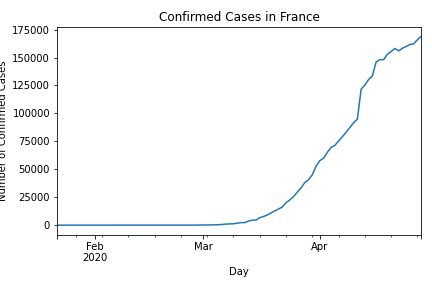 Confirmed Cases in France
175000
150000
125000
100000
75000
50000
25000
0
Number of Confirmed Cases
Feb
2020
Mar
Apr
Day